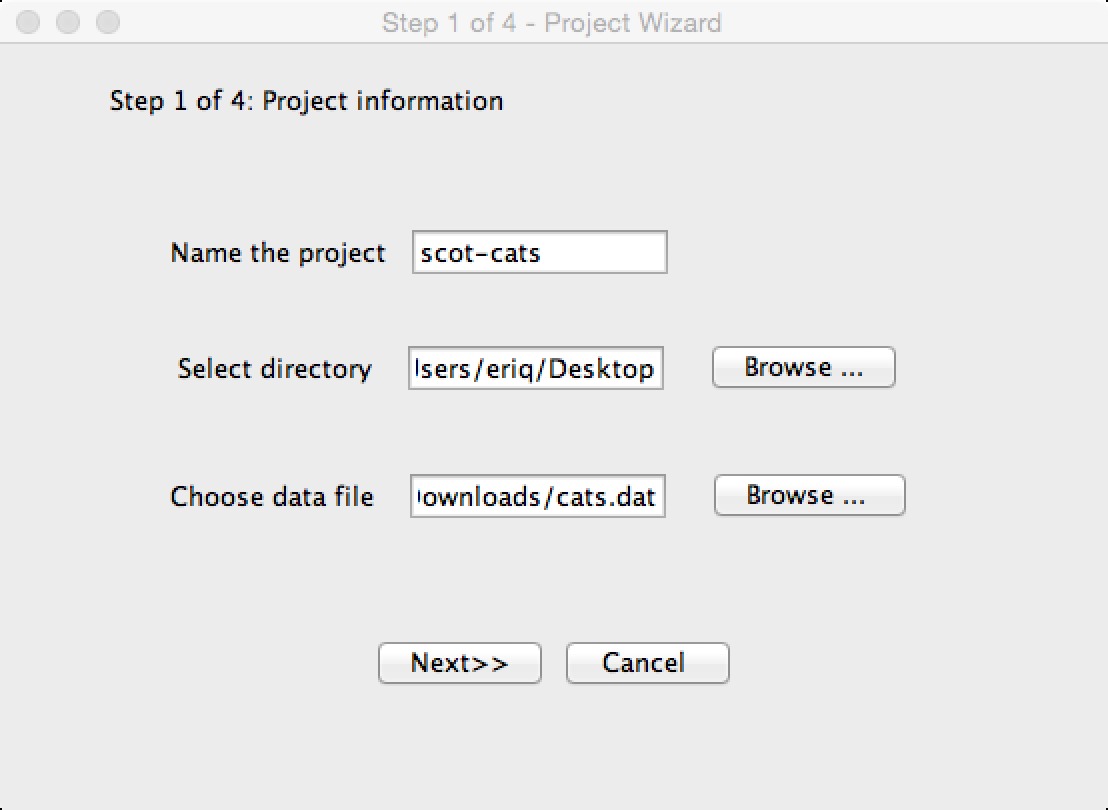 Step 1 of 4 - Project Wizard
Step 1 of 4: Project information
Name the project scot-cats
Select directory sers/eriq/Desktop Browse ...
Choose data file ownloads/cats.dat Browse ...
Next>> Cancel